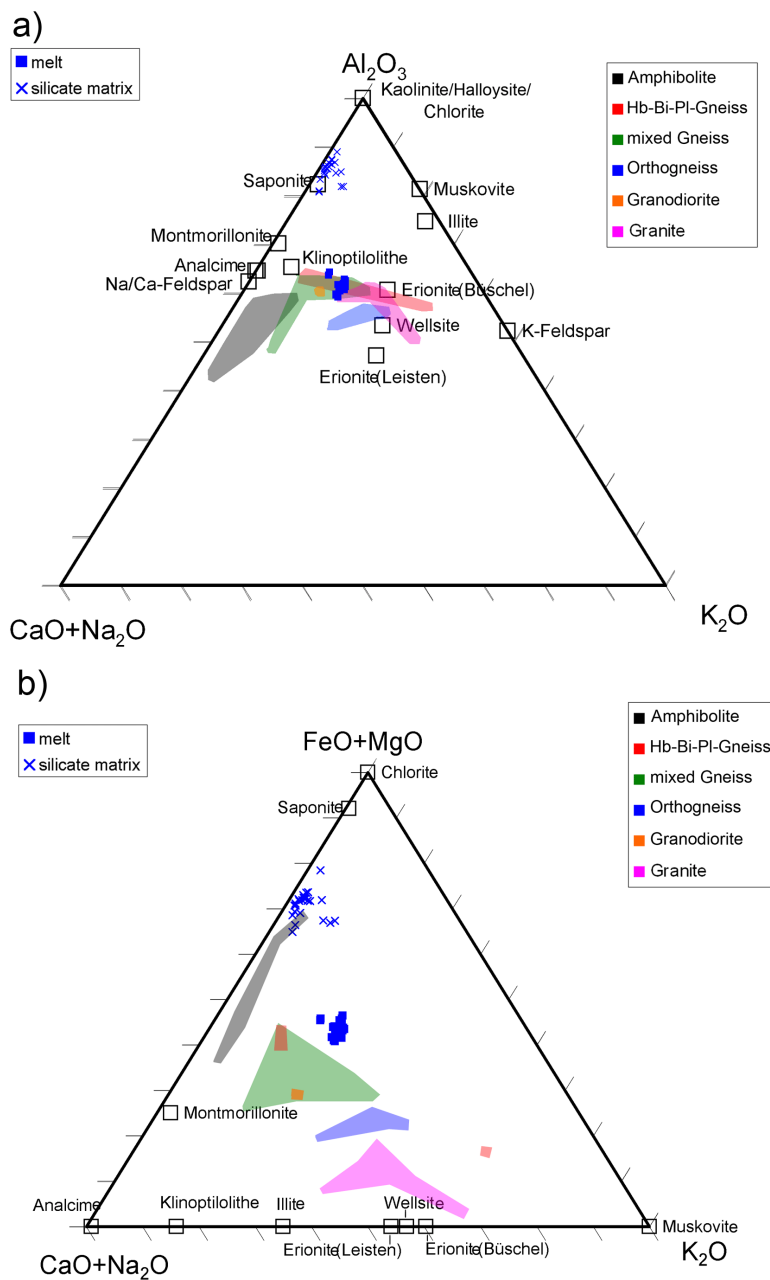 a)
melt
silicate matrix
Al₂O₃
Kaolinite/Halloysite/
Chlorite
Amphibolite
Hb-Bi-Pl-Gneiss
mixed Gneiss
Orthogneiss
Granodiorite
Granite
Saponite
Muskovite
Illite
Montmorillonite
Klinoptilolithe
Analcime
Na/Ca-Feldspar
Erionite(Büschel)
Wellsite
K-Feldspar
Erionite(Leisten)
CaO+Na₂O
K₂O
b)
melt
silicate matrix
FeO+MgO
Chlorite
Amphibolite
Hb-Bi-Pl-Gneiss
mixed Gneiss
Orthogneiss
Granodiorite
Granite
Saponite
Montmorillonite
Analcime
Klinoptilolithe
Illite
Wellsite
Muskovite
Erionite(Leisten)
Erionite(Büschel)
CaO+Na₂O
K₂O